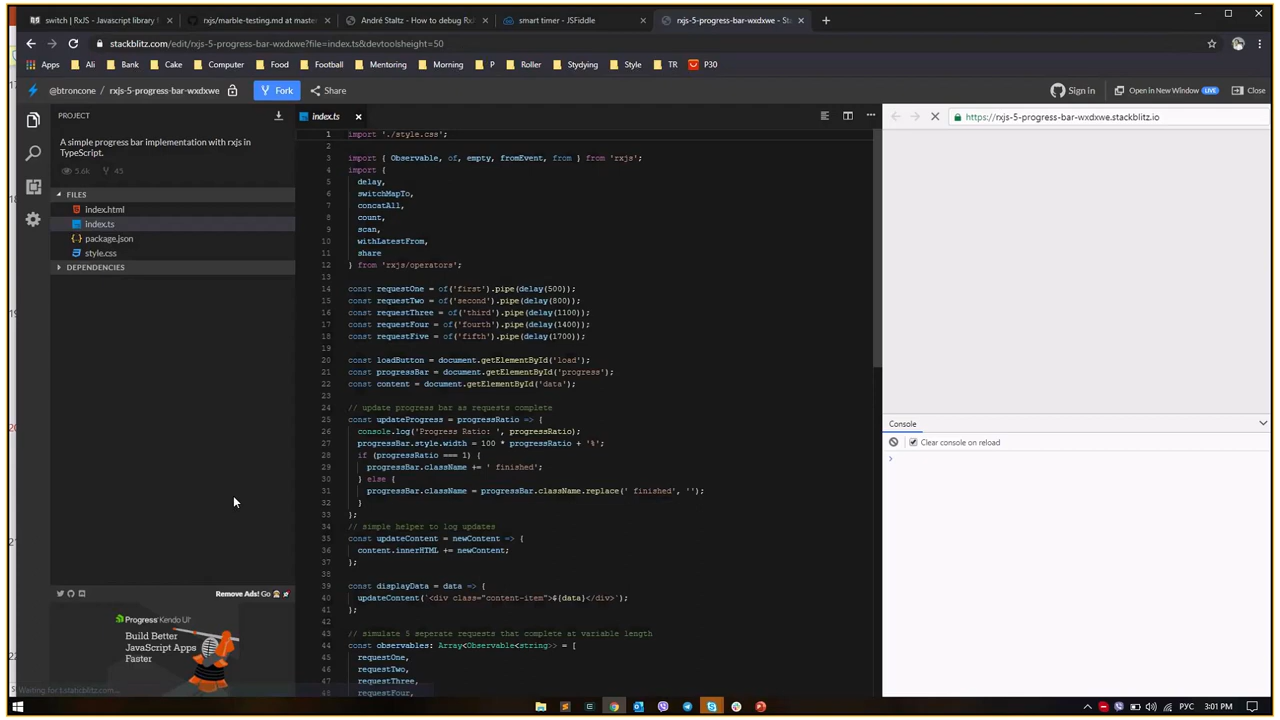 switch | RxJS - Javascript library f
rxjs/marble-testing.md at master
André Staltz - How to debug RxJ
smart timer - JSFiddle
rxjs-5-progress-bar-wxdxwe - St
stackblitz.com/edit/rxjs-5-progress-bar-wxdxwe?file=index.ts&devtoolsheight=50
Apps Ali Bank Cake Computer Food Football Mentoring Morning P Roller Studying Style TR P30
@btroncone / rxjs-5-progress-bar-wxdxwe Fork Share Sign in Open in New Window LIVE Close
PROJECT
A simple progress bar implementation with rxjs in
TypeScript.
5.6k 45
FILES
index.html
index.ts
package.json
style.css
DEPENDENCIES
Remove Ads! Go
Progress Kendo UI
Build Better
JavaScript Apps
Faster
Waiting for t.staticblitz.com...
index.ts
1 import './style.css';
2
3 import { Observable, of, empty, fromEvent, from } from 'rxjs';
4 import {
5 delay,
6 switchMapTo,
7 concatAll,
8 count,
9 scan,
10 withLatestFrom,
11 share
12 } from 'rxjs/operators';
13
14 const requestOne = of('first').pipe(delay(500));
15 const requestTwo = of('second').pipe(delay(800));
16 const requestThree = of('third').pipe(delay(1100));
17 const requestFour = of('fourth').pipe(delay(1400));
18 const requestFive = of('fifth').pipe(delay(1700));
19
20 const loadButton = document.getElementById('load');
21 const progressBar = document.getElementById('progress');
22 const content = document.getElementById('data');
23
24 // update progress bar as requests complete
25 const updateProgress = progressRatio => {
26 console.log('Progress Ratio: ', progressRatio);
27 progressBar.style.width = 100 * progressRatio + '%';
28 if (progressRatio === 1) {
29 progressBar.className += ' finished';
30 } else {
31 progressBar.className = progressBar.className.replace(' finished', '');
32 }
33 };
34 // simple helper to log updates
35 const updateContent = newContent => {
36 content.innerHTML += newContent;
37 };
38
39 const displayData = data => {
40 updateContent(`<div class="content-item">${data}</div>`);
41 };
42
43 // simulate 5 seperate requests that complete at variable length
44 const observables: Array<Observable<string>> = [
45 requestOne,
46 requestTwo,
47 requestThree,
48 requestFour,
https://rxjs-5-progress-bar-wxdxwe.stackblitz.io
Console
Clear console on reload
>
РУС 3:01 PM